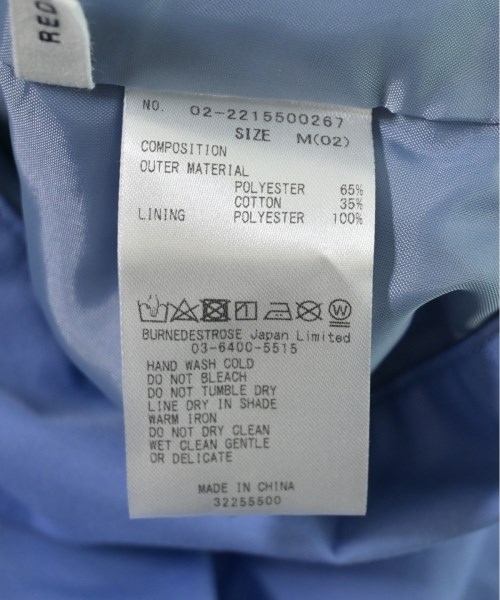 RED
NO. 02-2215500267
SIZE M(02)
COMPOSITION
OUTER MATERIAL
POLYESTER 65%
COTTON 35%
LINING POLYESTER 100%
W
BURNEDESTROSE Japan Limited
03-6400-5515
HAND WASH COLD
DO NOT BLEACH
DO NOT TUMBLE DRY
LINE DRY IN SHADE
WARM IRON
DO NOT DRY CLEAN
WET CLEAN GENTLE
OR DELICATE
MADE IN CHINA
32255500